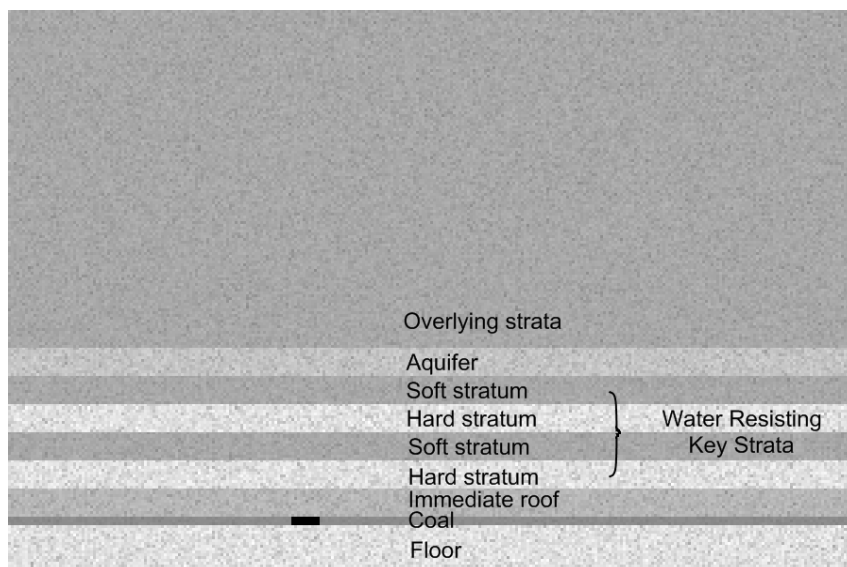 Overlying strata
Aquifer
Soft stratum
Hard stratum
Soft stratum
Hard stratum
Immediate roof
Coal
Floor
Water Resisting
Key Strata